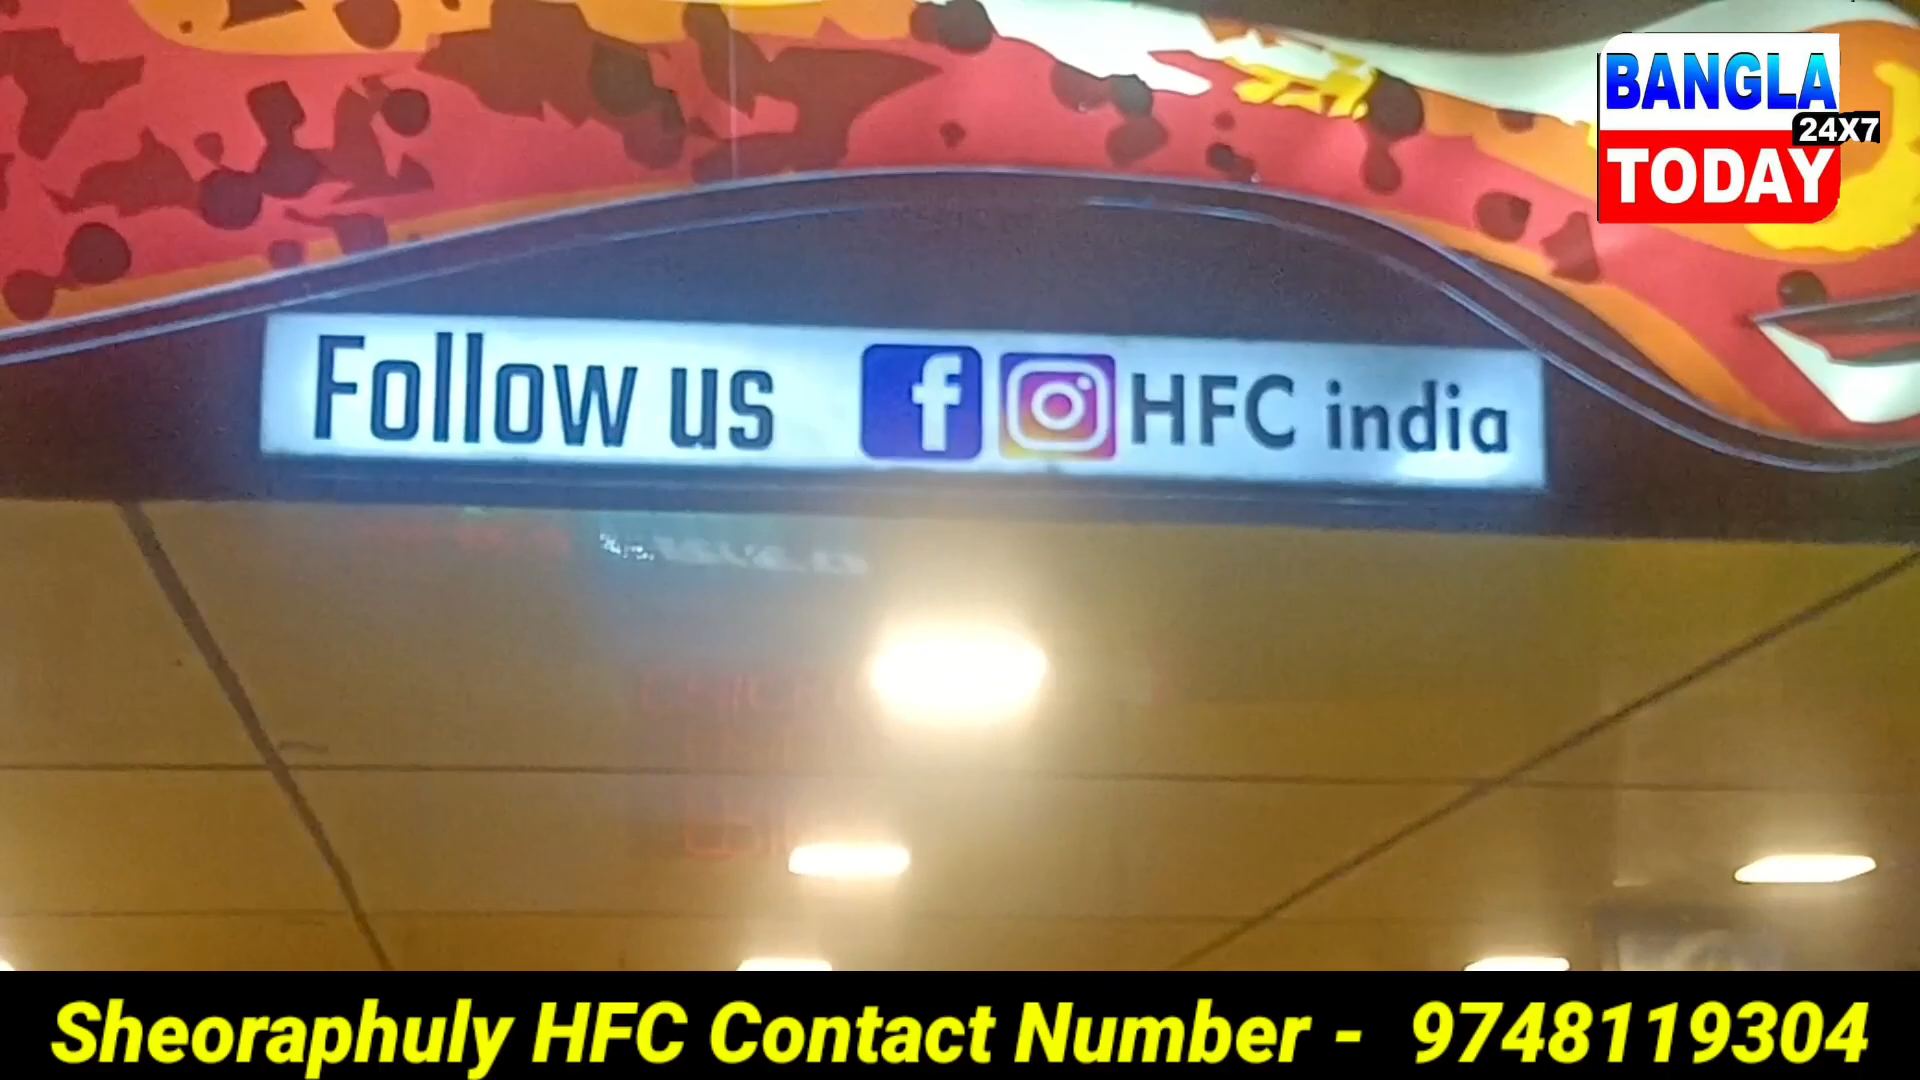 BANGLA
24X7
TODAY
Follow us f HFC india
Sheoraphuly HFC Contact Number - 9748119304